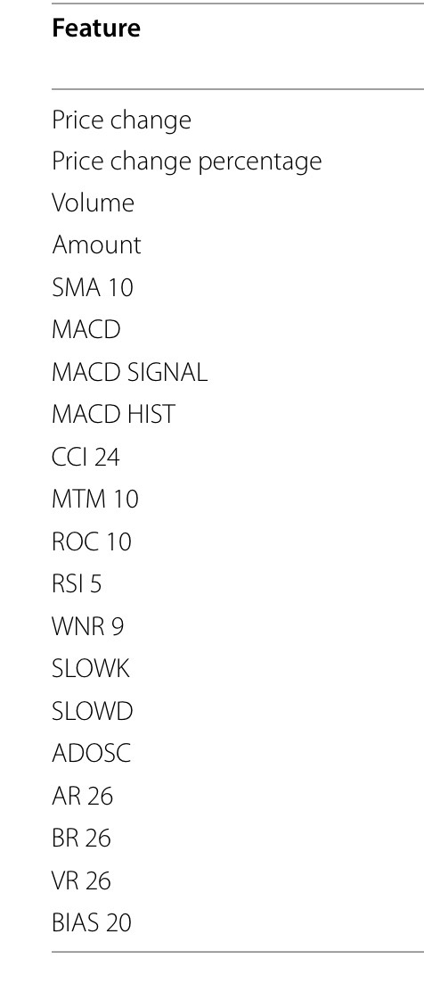 Feature
Price change
Price change percentage
Volume
Amount
SMA 10
MACD
MACD SIGNAL
MACD HIST
CCI 24
MTM 10
ROC 10
RSI 5
WNR 9
SLOWK
SLOWD
ADOSC
AR 26
BR 26
VR 26
BIAS 20